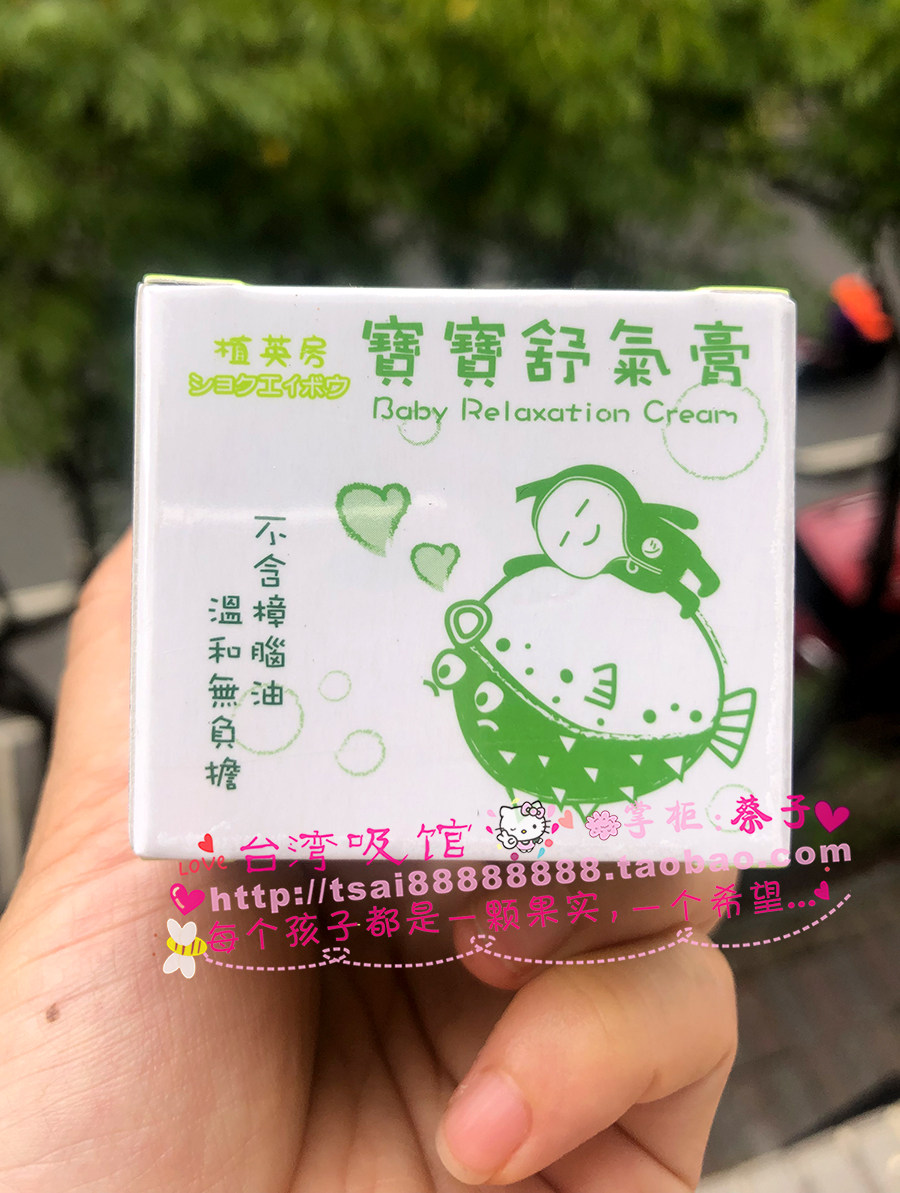 植英房
ショクエイボウ
寶寶舒氣膏
Baby Relaxation Cream
不含樟腦油
溫和無負擔
Love 台湾吸馆 掌柜·蔡子
http://tsai88888888.taobao.com
每个孩子都是一颗果实,一个希望...